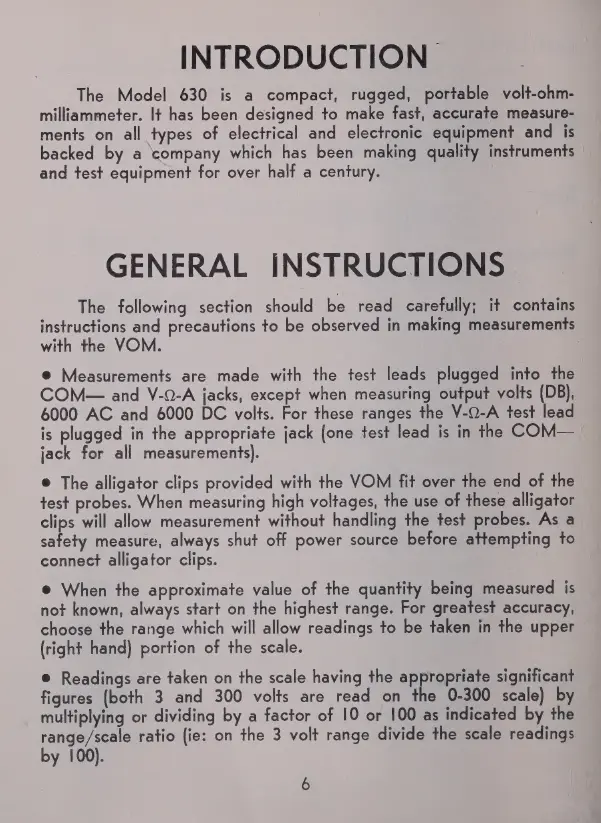 INTRODUCTION
The Model 630 is a compact, rugged, portable volt-ohm-
milliammeter. It has been designed to make fast, accurate measure-
ments on all types of electrical and electronic equipment and is
backed by a company which has been making quality instruments
and test equipment for over half a century.
GENERAL INSTRUCTIONS
The following section should be read carefully; it contains
instructions and precautions to be observed in making measurements
with the VOM.
• Measurements are made with the test leads plugged into the
COM— and V-Ω-A jacks, except when measuring output volts (DB),
6000 AC and 6000 DC volts. For these ranges the V-Ω-A test lead
is plugged in the appropriate jack (one test lead is in the COM—
jack for all measurements).
• The alligator clips provided with the VOM fit over the end of the
test probes. When measuring high voltages, the use of these alligator
clips will allow measurement without handling the test probes. As a
safety measure, always shut off power source before attempting to
connect alligator clips.
• When the approximate value of the quantity being measured is
not known, always start on the highest range. For greatest accuracy,
choose the range which will allow readings to be taken in the upper
(right hand) portion of the scale.
• Readings are taken on the scale having the appropriate significant
figures (both 3 and 300 volts are read on the 0-300 scale) by
multiplying or dividing by a factor of 10 or 100 as indicated by the
range/scale ratio (ie: on the 3 volt range divide the scale readings
by 100).
6